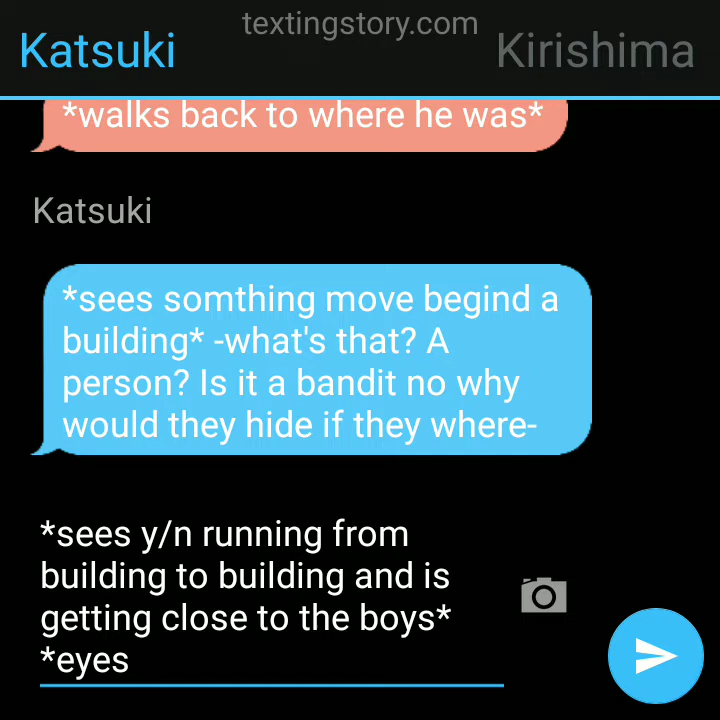 textingstory.com
Katsuki
Kirishima
*walks back to where he was*
Katsuki
*sees somthing move begind a
building* -what's that? A
person? Is it a bandit no why
would they hide if they where-
*sees y/n running from
building to building and is
getting close to the boys*
*eyes